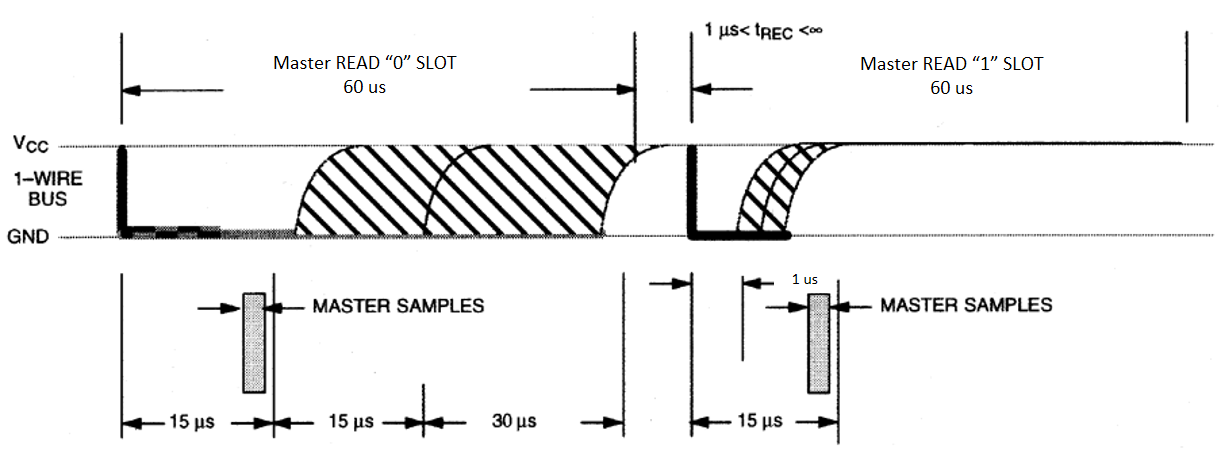 1 µs< tREC <∞
Master READ “0” SLOT
60 us
Master READ “1” SLOT
60 us
VCC
1–WIRE
BUS
GND
1 us
MASTER SAMPLES
MASTER SAMPLES
15 µs
15 µs
30 µs
15 µs